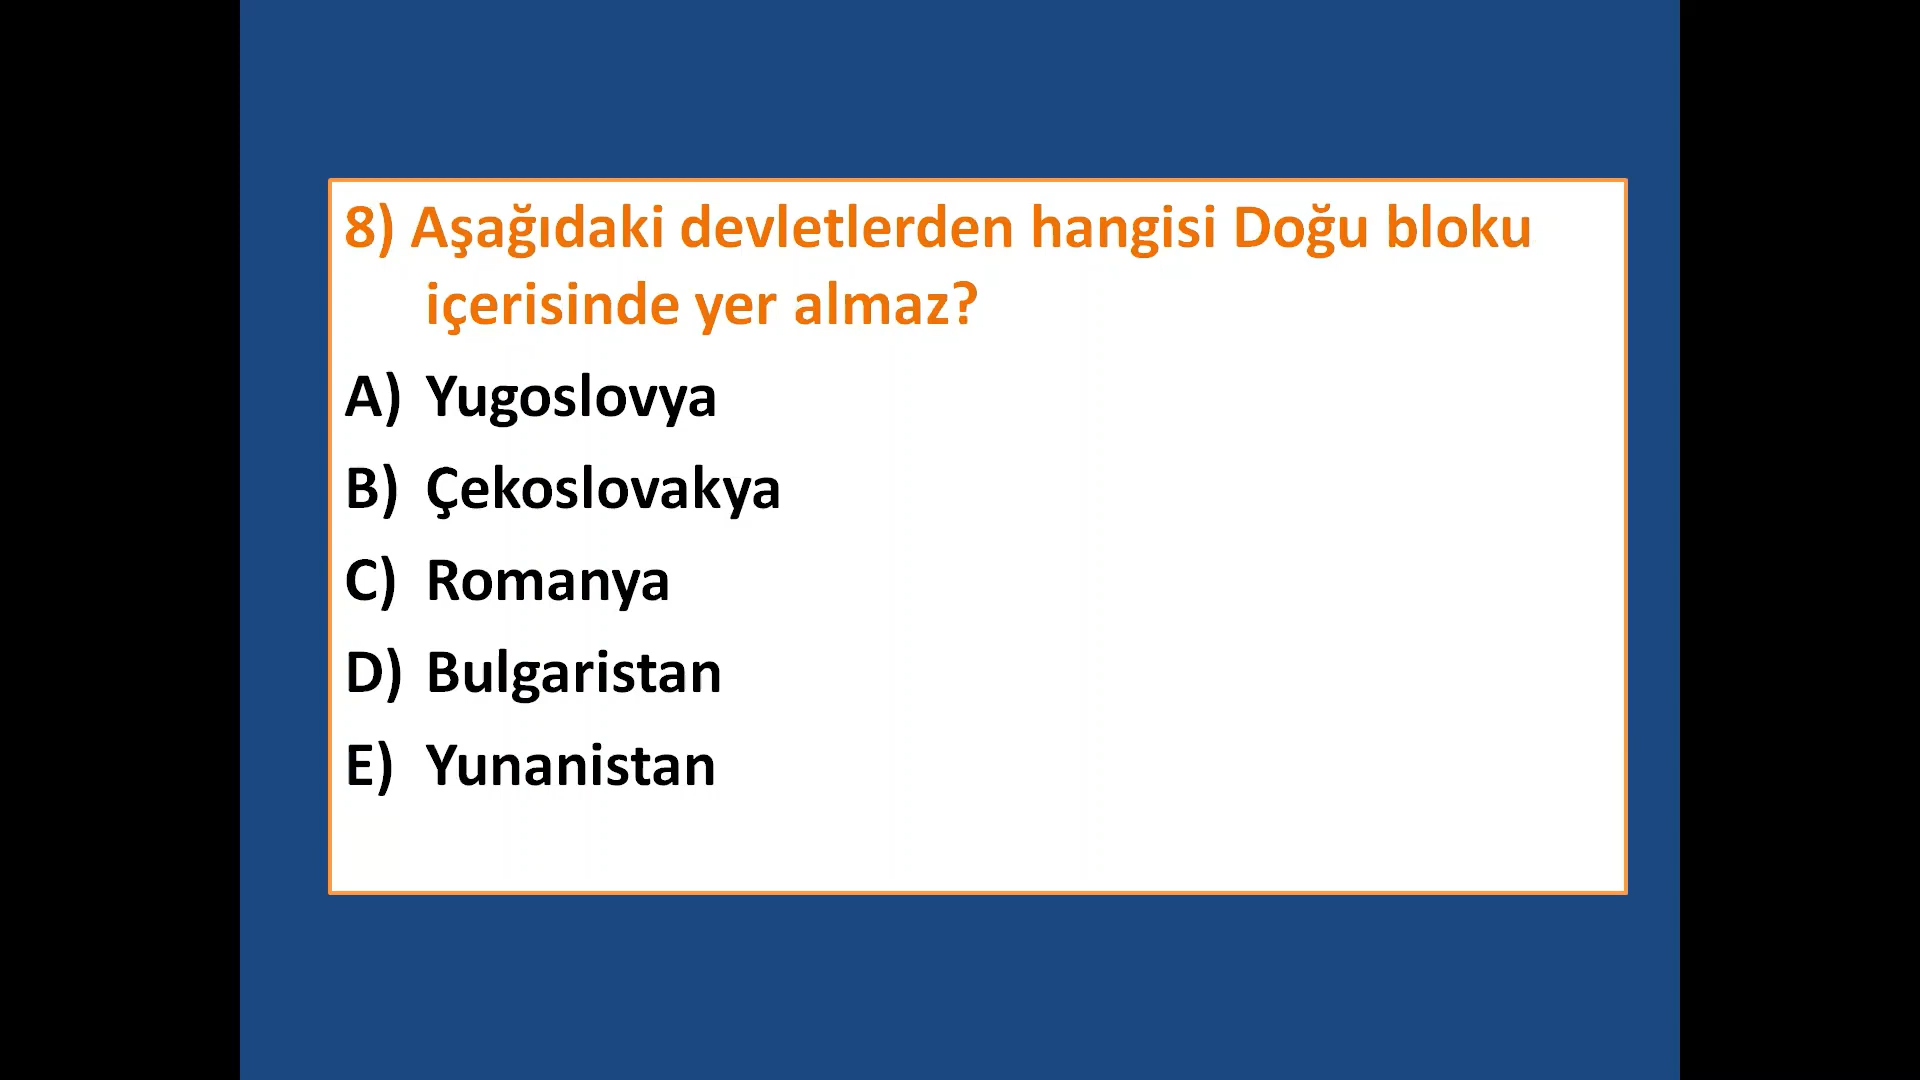 8) Aşağıdaki devletlerden hangisi Doğu bloku
içerisinde yer almaz?
A) Yugoslovya
B) Çekoslovakya
C) Romanya
D) Bulgaristan
E) Yunanistan